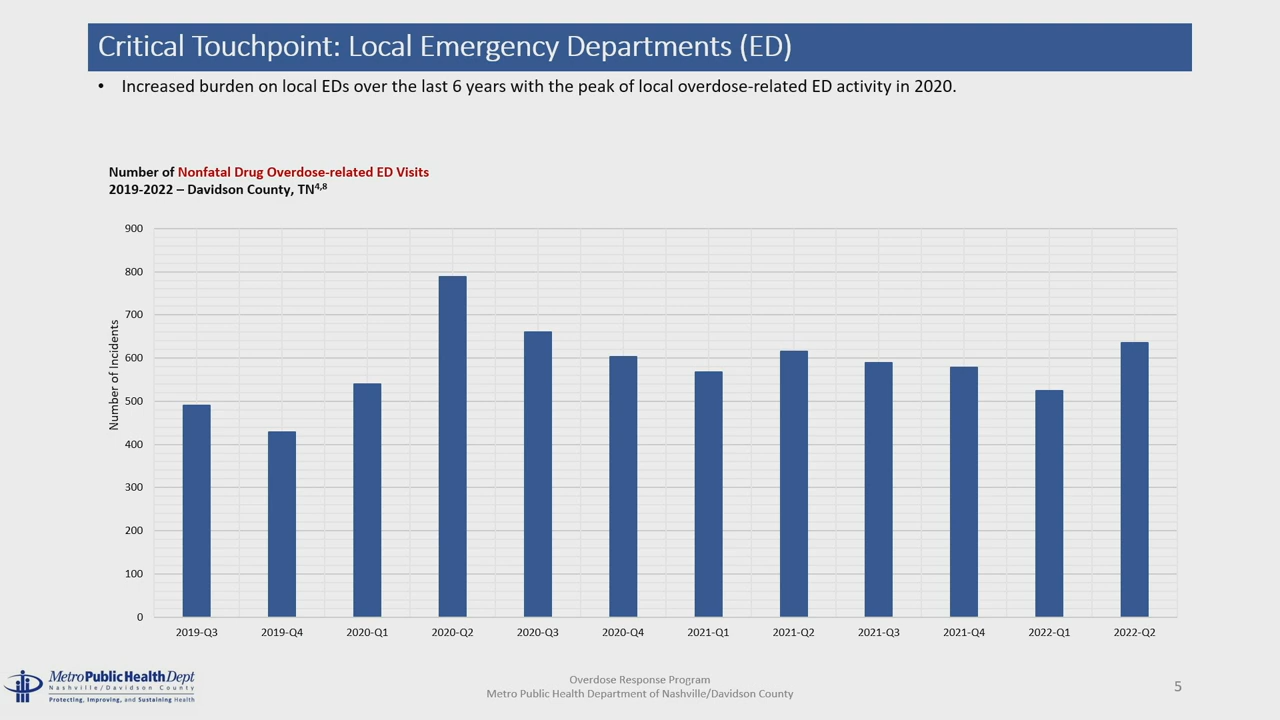 Critical Touchpoint: Local Emergency Departments (ED)
• Increased burden on local EDs over the last 6 years with the peak of local overdose-related ED activity in 2020.
Number of Nonfatal Drug Overdose-related ED Visits
2019-2022 – Davidson County, TN4,8
Number of Incidents
900
800
700
600
500
400
300
200
100
0
2019-Q3 2019-Q4 2020-Q1 2020-Q2 2020-Q3 2020-Q4 2021-Q1 2021-Q2 2021-Q3 2021-Q4 2022-Q1 2022-Q2
Metro Public Health Dept
Nashville/Davidson County
Protecting, Improving, and Sustaining Health
Overdose Response Program
Metro Public Health Department of Nashville/Davidson County
5